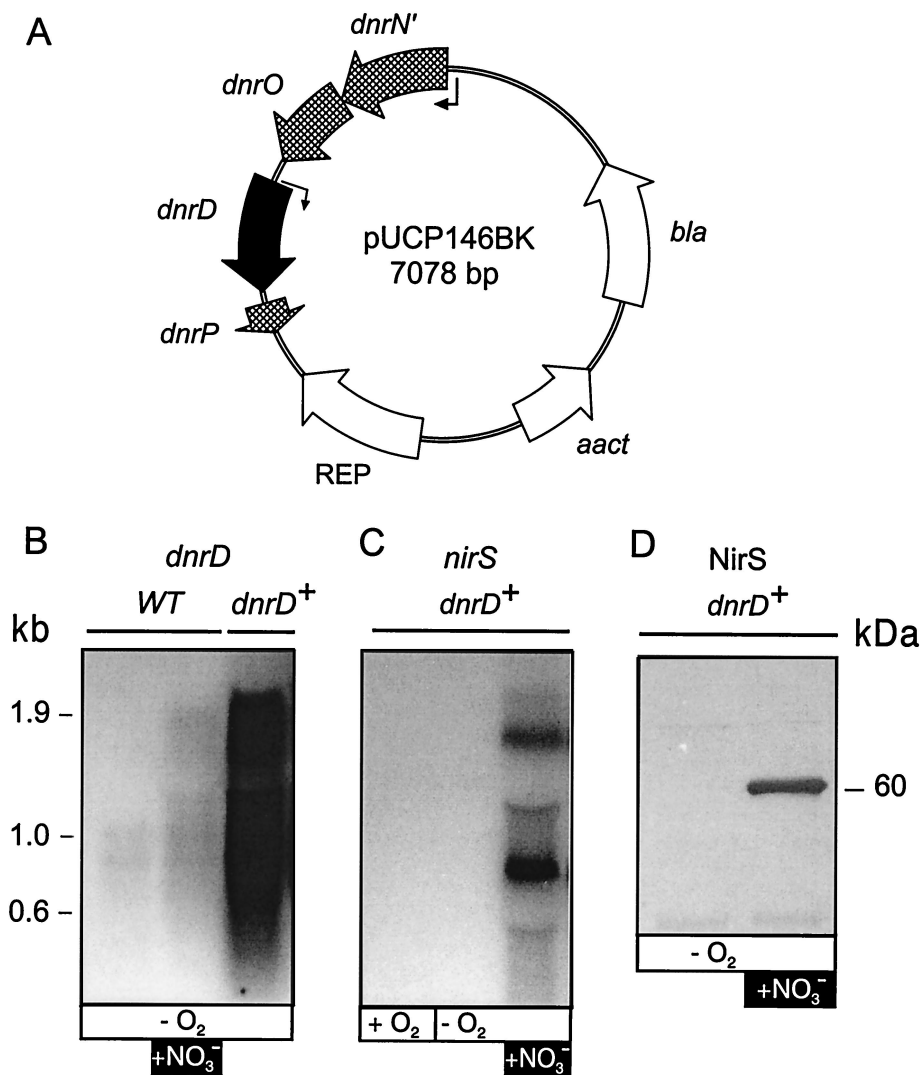 A
dnrN'
dnrO
dnrD
pUCP146BK
7078 bp
bla
dnrP
REP
aact
B
dnrD
WT dnrD+
kb
1.9 –
1.0 –
0.6 –
- O₂
+NO₃⁻
C
nirS
dnrD+
+ O₂ - O₂
+NO₃⁻
D
NirS
dnrD+
kDa
– 60
- O₂
+NO₃⁻